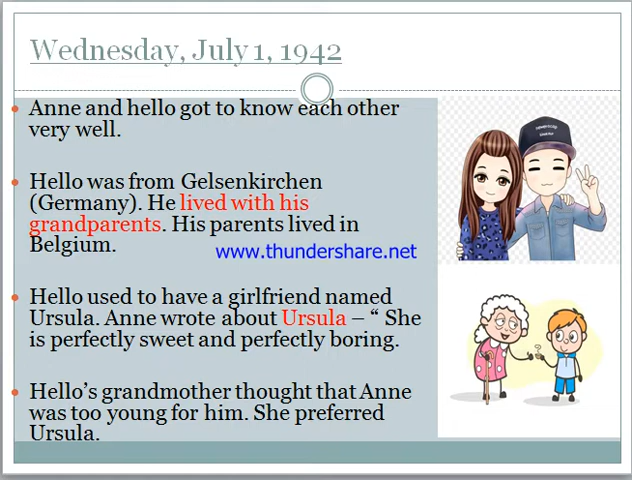 Wednesday, July 1, 1942
Anne and hello got to know each other
very well.
Hello was from Gelsenkirchen
(Germany). He lived with his
grandparents. His parents lived in
Belgium.
www.thundershare.net
Hello used to have a girlfriend named
Ursula. Anne wrote about Ursula – “ She
is perfectly sweet and perfectly boring.
Hello’s grandmother thought that Anne
was too young for him. She preferred
Ursula.